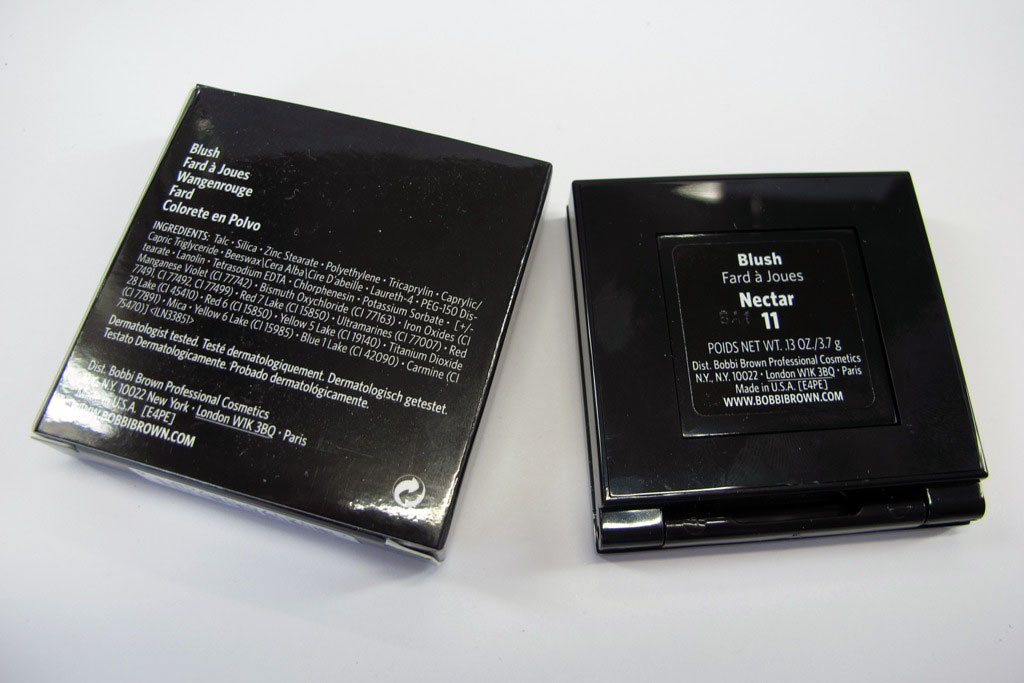 Blush
Fard à Joues
Wangenrouge
Fard
Colorete en Polvo
INGREDIENTS: Talc • Silica • Zinc Stearate • Polyethylene • Tricaprylin • Caprylic/
Capric Triglyceride • Beeswax\Cera Alba\Cire D'abeille • Laureth-4 • PEG-150 Dis-
tearate • Lanolin • Tetrasodium EDTA • Chlorphenesin • Potassium Sorbate • [+/-
Manganese Violet (CI 77742) • Bismuth Oxychloride (CI 77163) • Iron Oxides (CI
77491, CI 77492, CI 77499) • Red 7 Lake (CI 15850) • Ultramarines (CI 77007) • Red
28 Lake (CI 45410) • Red 6 (CI 15850) • Yellow 5 Lake (CI 19140) • Titanium Dioxide
(CI 77891) • Mica • Yellow 6 Lake (CI 15985) • Blue 1 Lake (CI 42090) • Carmine (CI
75470)] <ILN33851>
Dermatologist tested. Testé dermatologiquement. Dermatologisch getestet.
Testato Dermatologicamente. Probado dermatológicamente.
Dist. Bobbi Brown Professional Cosmetics
N.Y. 10022 New York • London W1K 3BQ • Paris
in U.S.A. [E4PE]
.BOBBIBROWN.COM
Blush
Fard à Joues
Nectar
11
POIDS NET WT. .13 OZ./3.7 g
Dist. Bobbi Brown Professional Cosmetics
N.Y., N.Y. 10022 • London W1K 3BQ • Paris
Made in U.S.A. [E4PE]
WWW.BOBBIBROWN.COM